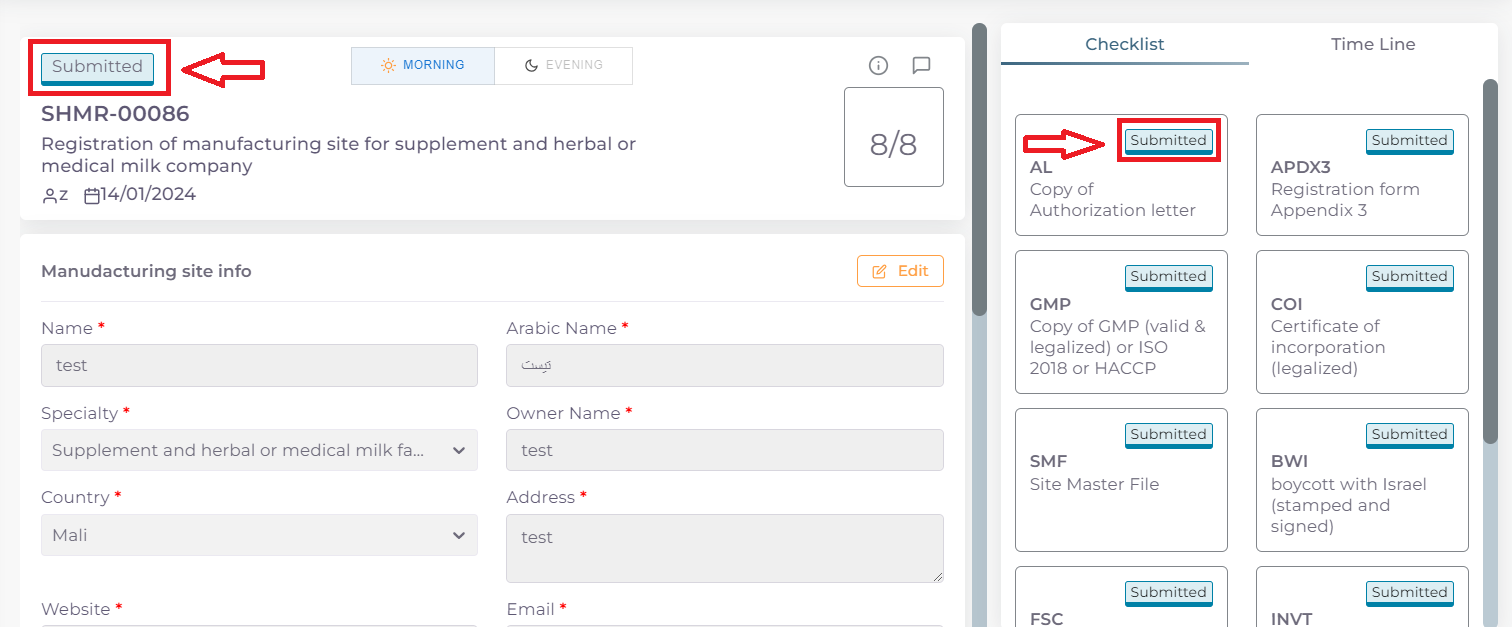 Submitted
MORNING
EVENING
SHMR-00086
Registration of manufacturing site for supplement and herbal or
medical milk company
z 14/01/2024
8/8
Manudacturing site info
Edit
Name *
test
Arabic Name *
تيست
Specialty *
Supplement and herbal or medical milk fa...
Owner Name *
test
Country *
Mali
Address *
test
Website *
Email *
Checklist
Time Line
Submitted
AL
Copy of
Authorization letter
Submitted
APDX3
Registration form
Appendix 3
Submitted
GMP
Copy of GMP (valid &
legalized) or ISO
2018 or HACCP
Submitted
COI
Certificate of
incorporation
(legalized)
Submitted
SMF
Site Master File
Submitted
BWI
boycott with Israel
(stamped and
signed)
Submitted
FSC
Submitted
INVT